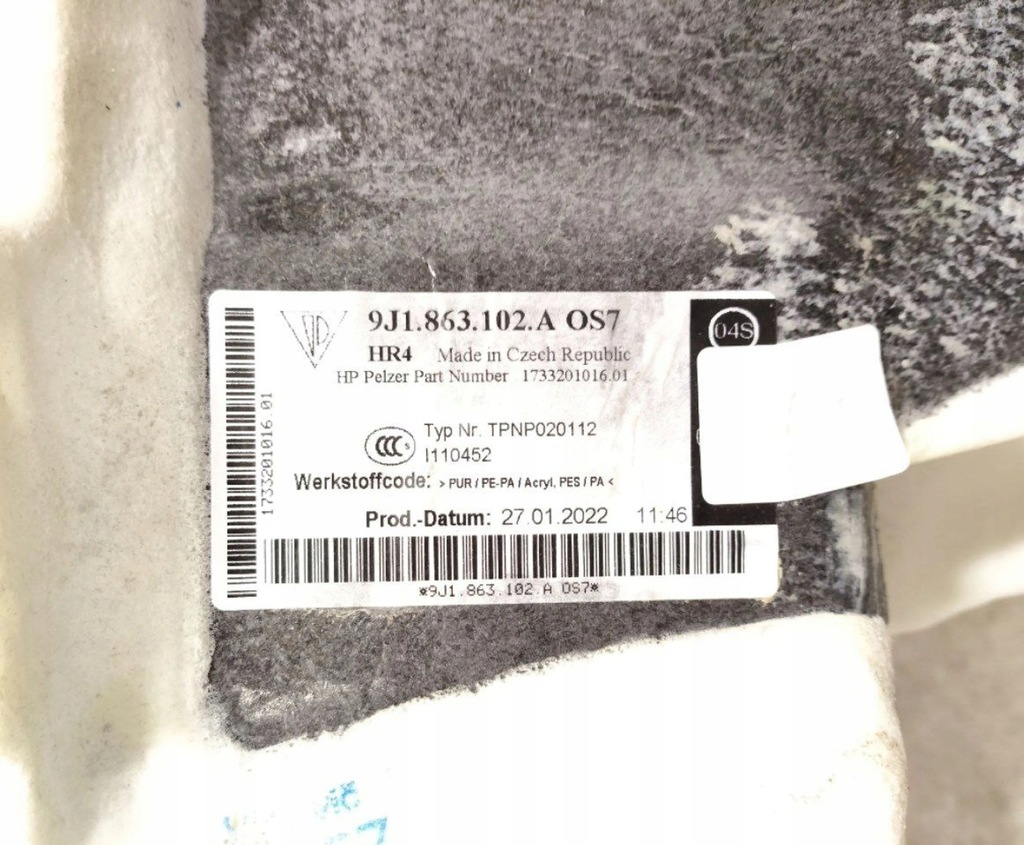 9J1.863.102.A OS7
04S
HR4 Made in Czech Republic
HP Pelzer Part Number 1733201016.01
1733201016.01
CCC S
Typ Nr. TPNP020112
I110452
Werkstoffcode: > PUR / PE-PA / Acryl, PES / PA <
Prod.-Datum: 27.01.2022 11:46
*9J1.863.102.A OS7*